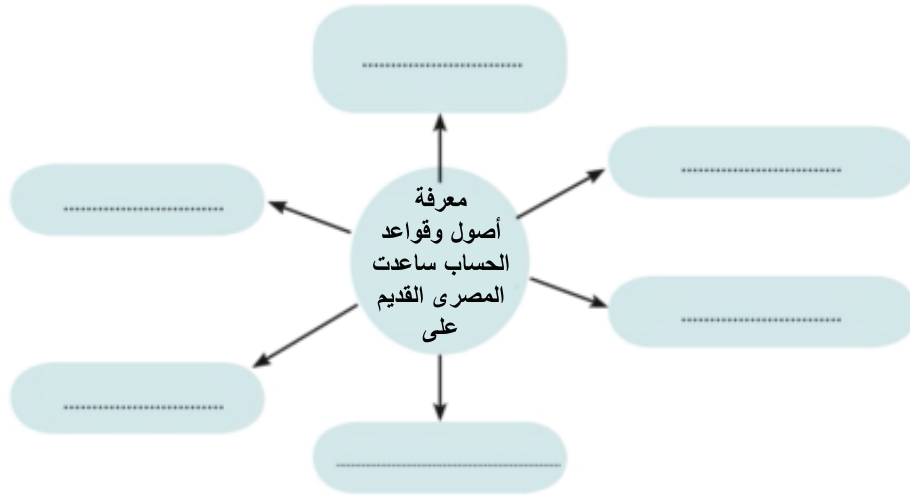 معرفة
أصول وقواعد
الحساب ساعدت
المصرى القديم
على